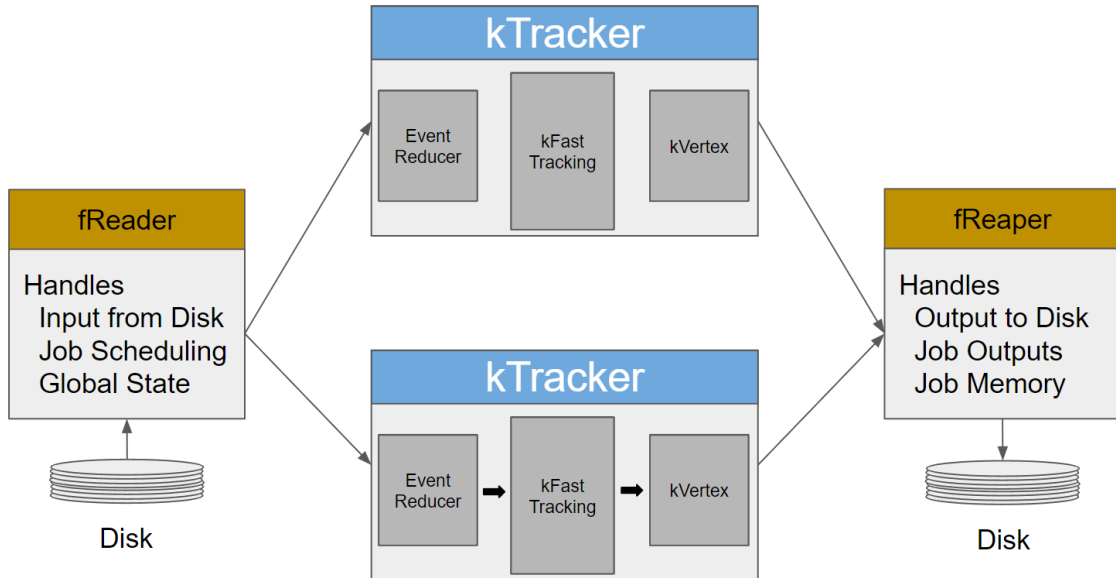 kTracker
Event
Reducer
kFast
Tracking
kVertex
fReader
Handles
Input from Disk
Job Scheduling
Global State
Disk
kTracker
Event
Reducer
kFast
Tracking
kVertex
fReaper
Handles
Output to Disk
Job Outputs
Job Memory
Disk